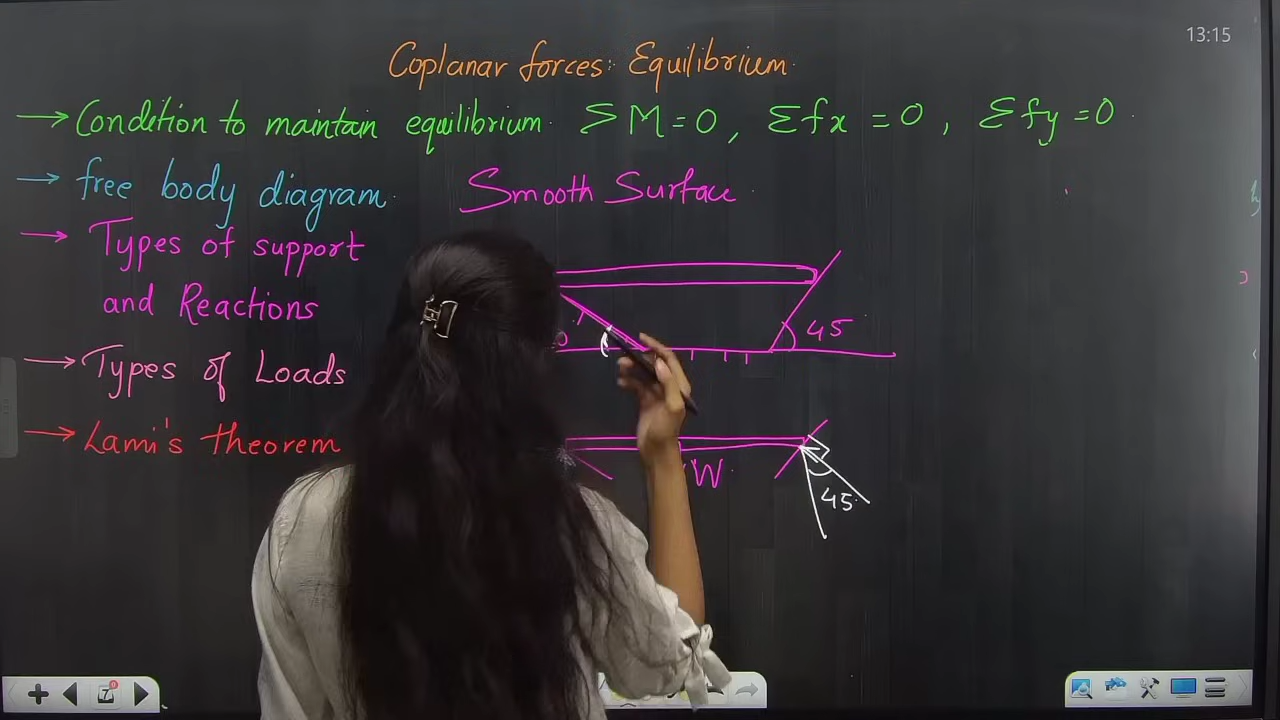 13:15
Coplanar forces: Equilibrium
→ Condition to maintain equilibrium. ΣM=0, Σfx=0, Σfy=0
→ free body diagram.
Smooth Surface
→ Types of support
and Reactions
→ Types of Loads
→ Lami's theorem
45
W
45
7